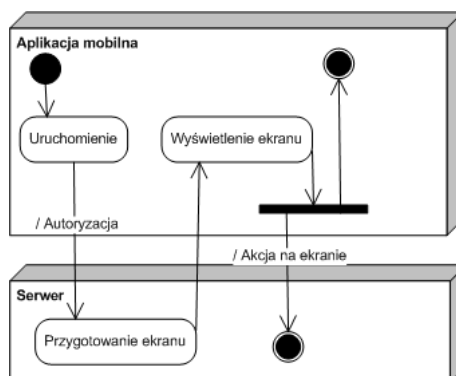 Aplikacja mobilna
Uruchomienie
Wyświetlenie ekranu
/ Autoryzacja
/ Akcja na ekranie
Serwer
Przygotowanie ekranu